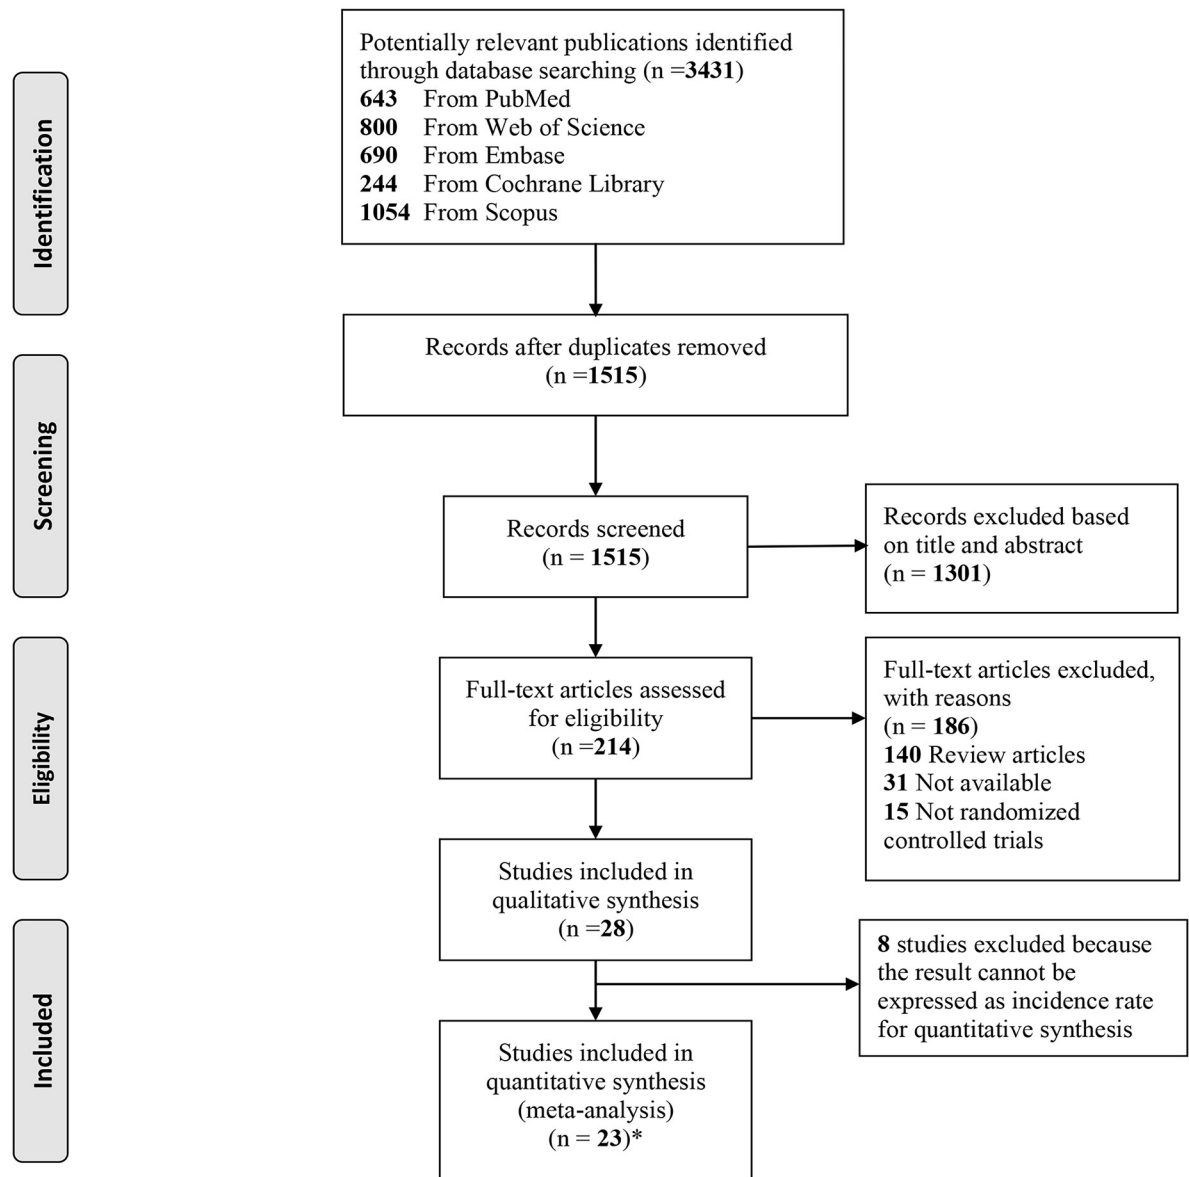 Identification
Potentially relevant publications identified
through database searching (n =3431)
643 From PubMed
800 From Web of Science
690 From Embase
244 From Cochrane Library
1054 From Scopus
Records after duplicates removed
(n =1515)
Screening
Records screened
(n = 1515)
Records excluded based
on title and abstract
(n = 1301)
Eligibility
Full-text articles assessed
for eligibility
(n =214)
Full-text articles excluded,
with reasons
(n = 186)
140 Review articles
31 Not available
15 Not randomized
controlled trials
Studies included in
qualitative synthesis
(n =28)
Included
8 studies excluded because
the result cannot be
expressed as incidence rate
for quantitative synthesis
Studies included in
quantitative synthesis
(meta-analysis)
(n = 23)*